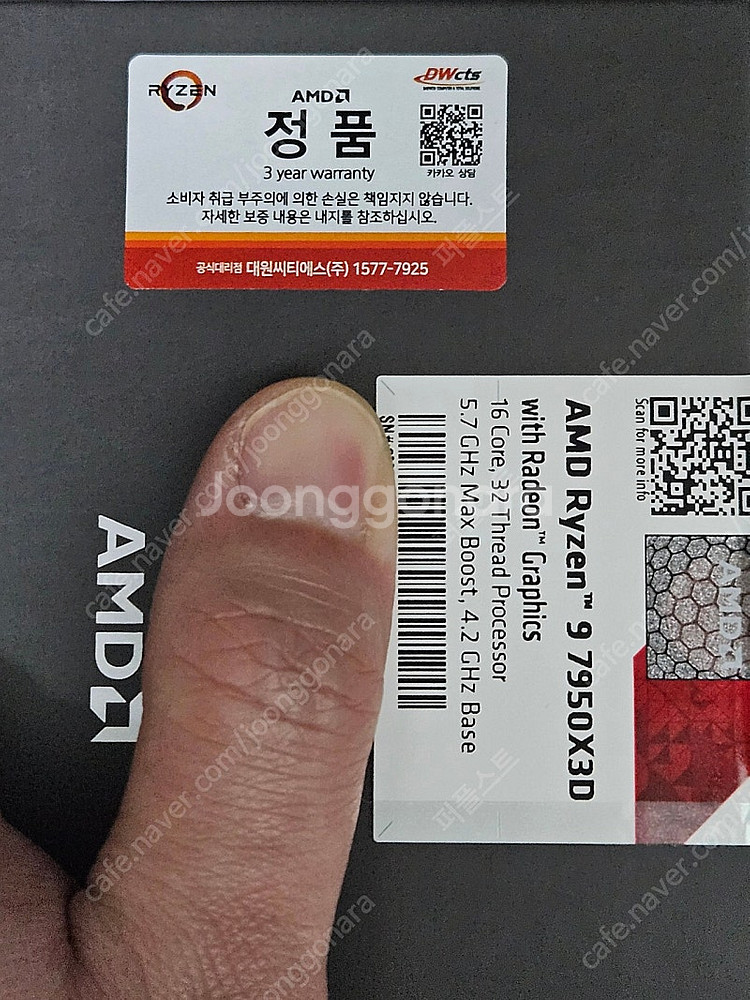 RYZEN
DWcts
AMD
정품
3 year warranty
카카오 상담
소비자 취급 부주의에 의한 손실은 책임지지 않습니다.
자세한 보증 내용은 내지를 참조하십시오.
공식대리점 대원씨티에스(주) 1577-7925
Scan for more info
AMD Ryzen™ 9 7950X3D
with Radeon™ Graphics
16 Core, 32 Thread Processor
5.7 GHz Max Boost, 4.2 GHz Base
AMD
AMD
Joonggonara
cafe.naver.com/joonggonara
퍼플스트